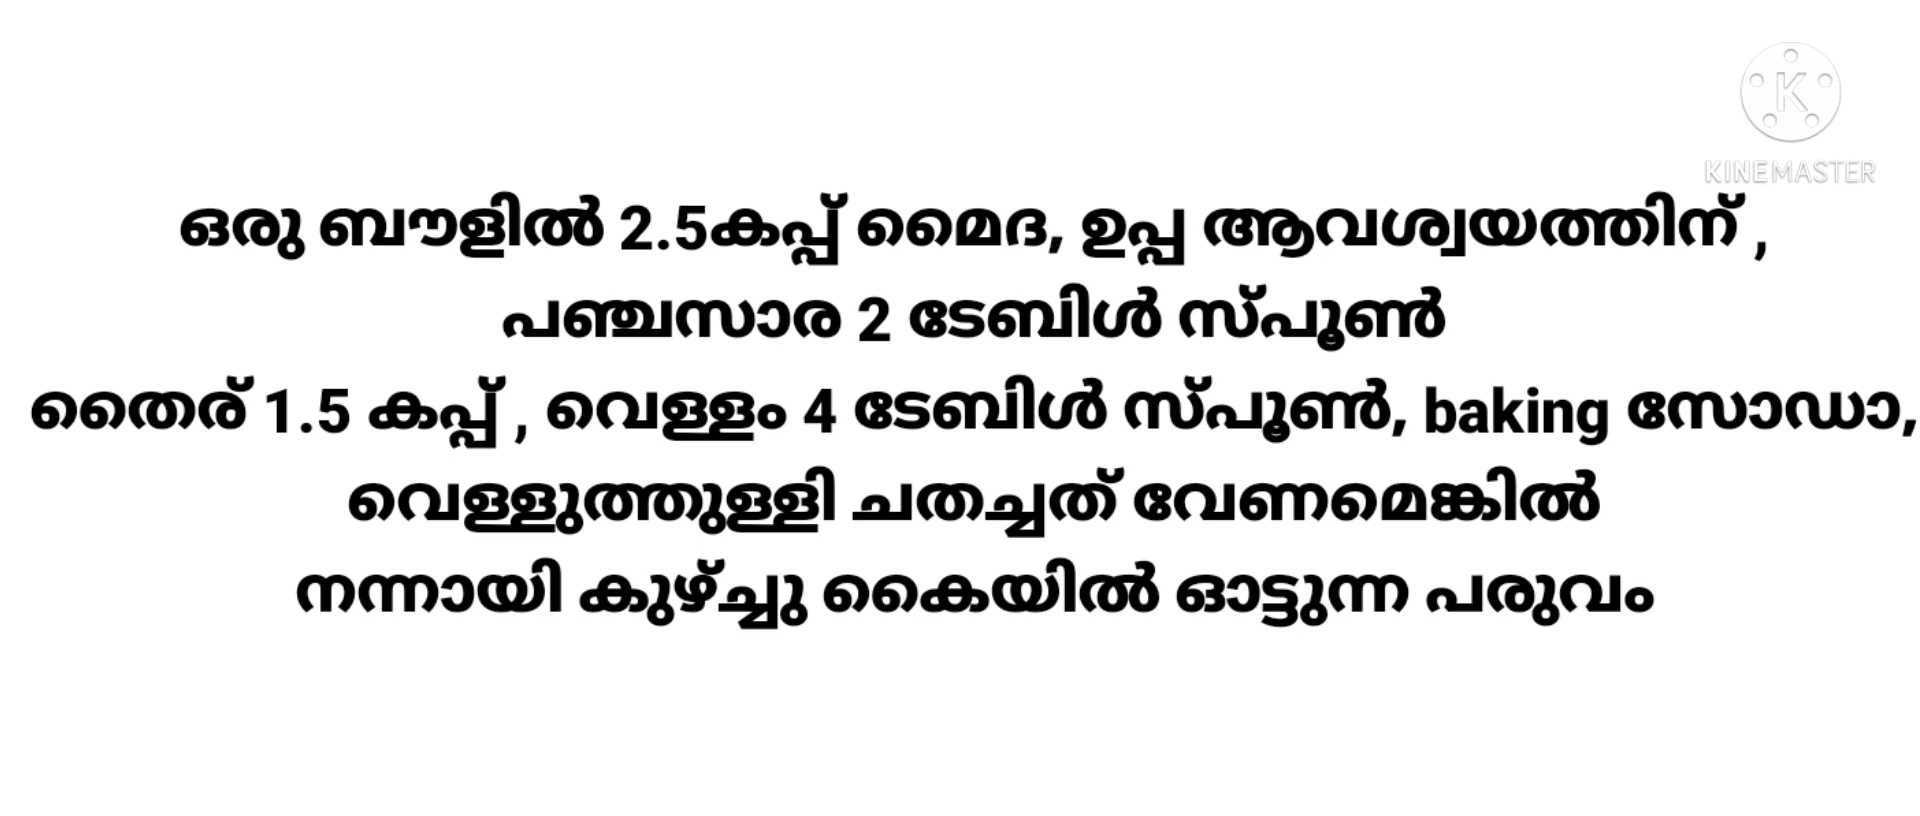 KINEMASTER
ഒരു ബൗളിൽ 2.5കപ്പ് മൈദ, ഉപ്പ ആവശ്വയത്തിന് ,
പഞ്ചസാര 2 ടേബിൾ സ്പൂൺ
തൈര് 1.5 കപ്പ് , വെള്ളം 4 ടേബിൾ സ്പൂൺ, baking സോഡാ,
വെള്ളുത്തുള്ളി ചതച്ചത് വേണമെങ്കിൽ
നന്നായി കുഴ്ച്ചു കൈയിൽ ഓട്ടുന്ന പരുവം